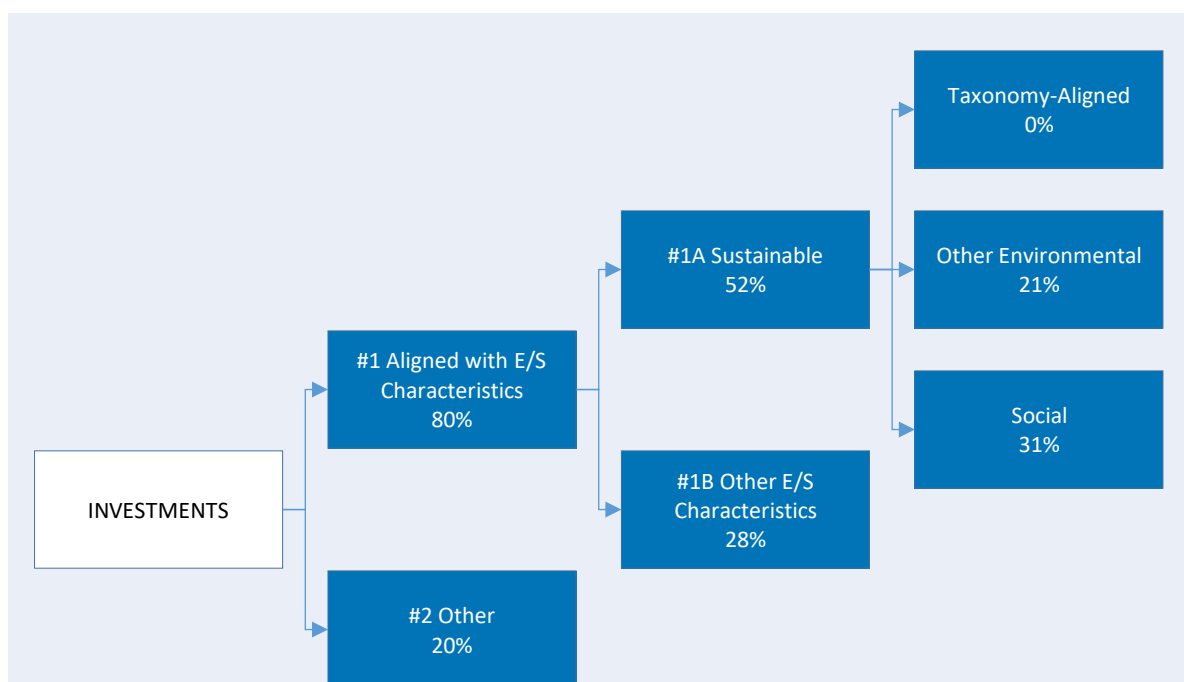 Taxonomy-Aligned
0%
#1A Sustainable
52%
Other Environmental
21%
#1 Aligned with E/S
Characteristics
80%
Social
31%
#1B Other E/S
Characteristics
28%
INVESTMENTS
#2 Other
20%